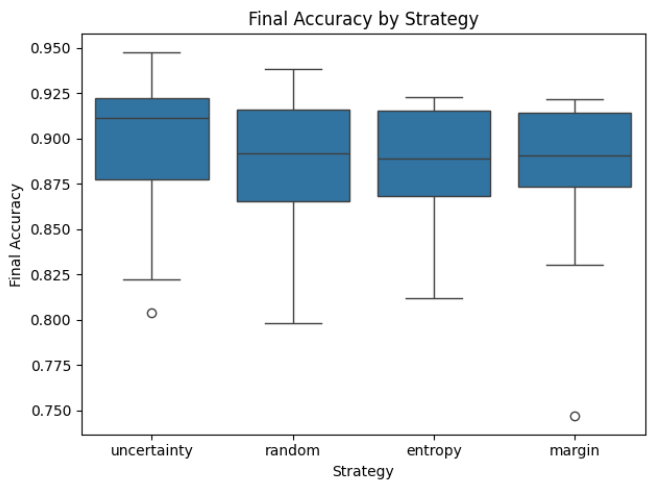 Final Accuracy by Strategy
Final Accuracy
0.950
0.925
0.900
0.875
0.850
0.825
0.800
0.775
0.750
uncertainty random entropy margin
Strategy